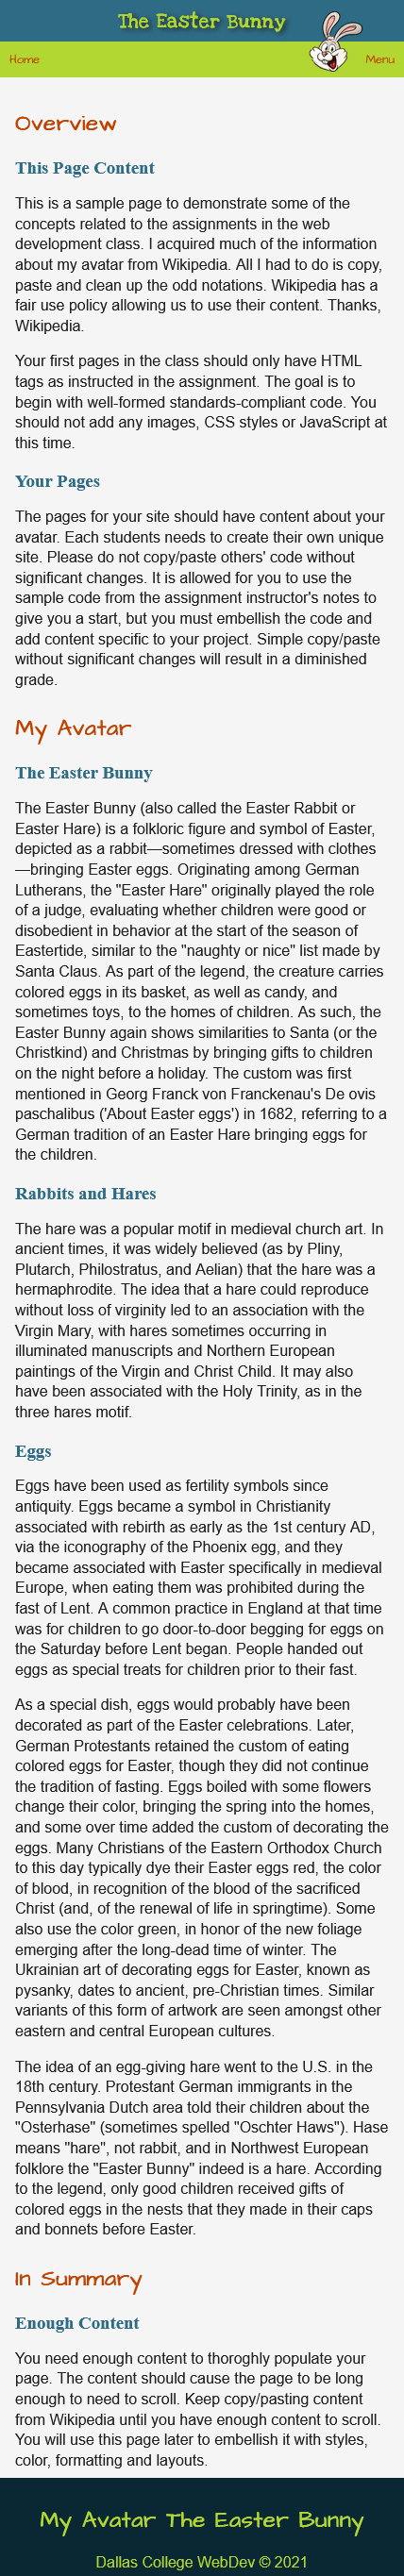 The Easter Bunny
Home
Menu
Overview
This Page Content
This is a sample page to demonstrate some of the
concepts related to the assignments in the web
development class. I acquired much of the information
about my avatar from Wikipedia. All I had to do is copy,
paste and clean up the odd notations. Wikipedia has a
fair use policy allowing us to use their content. Thanks,
Wikipedia.
Your first pages in the class should only have HTML
tags as instructed in the assignment. The goal is to
begin with well-formed standards-compliant code. You
should not add any images, CSS styles or JavaScript at
this time.
Your Pages
The pages for your site should have content about your
avatar. Each students needs to create their own unique
site. Please do not copy/paste others' code without
significant changes. It is allowed for you to use the
sample code from the assignment instructor's notes to
give you a start, but you must embellish the code and
add content specific to your project. Simple copy/paste
without significant changes will result in a diminished
grade.
My Avatar
The Easter Bunny
The Easter Bunny (also called the Easter Rabbit or
Easter Hare) is a folkloric figure and symbol of Easter,
depicted as a rabbit—sometimes dressed with clothes
—bringing Easter eggs. Originating among German
Lutherans, the "Easter Hare" originally played the role
of a judge, evaluating whether children were good or
disobedient in behavior at the start of the season of
Eastertide, similar to the "naughty or nice" list made by
Santa Claus. As part of the legend, the creature carries
colored eggs in its basket, as well as candy, and
sometimes toys, to the homes of children. As such, the
Easter Bunny again shows similarities to Santa (or the
Christkind) and Christmas by bringing gifts to children
on the night before a holiday. The custom was first
mentioned in Georg Franck von Franckenau's De ovis
paschalibus ('About Easter eggs') in 1682, referring to a
German tradition of an Easter Hare bringing eggs for
the children.
Rabbits and Hares
The hare was a popular motif in medieval church art. In
ancient times, it was widely believed (as by Pliny,
Plutarch, Philostratus, and Aelian) that the hare was a
hermaphrodite. The idea that a hare could reproduce
without loss of virginity led to an association with the
Virgin Mary, with hares sometimes occurring in
illuminated manuscripts and Northern European
paintings of the Virgin and Christ Child. It may also
have been associated with the Holy Trinity, as in the
three hares motif.
Eggs
Eggs have been used as fertility symbols since
antiquity. Eggs became a symbol in Christianity
associated with rebirth as early as the 1st century AD,
via the iconography of the Phoenix egg, and they
became associated with Easter specifically in medieval
Europe, when eating them was prohibited during the
fast of Lent. A common practice in England at that time
was for children to go door-to-door begging for eggs on
the Saturday before Lent began. People handed out
eggs as special treats for children prior to their fast.
As a special dish, eggs would probably have been
decorated as part of the Easter celebrations. Later,
German Protestants retained the custom of eating
colored eggs for Easter, though they did not continue
the tradition of fasting. Eggs boiled with some flowers
change their color, bringing the spring into the homes,
and some over time added the custom of decorating the
eggs. Many Christians of the Eastern Orthodox Church
to this day typically dye their Easter eggs red, the color
of blood, in recognition of the blood of the sacrificed
Christ (and, of the renewal of life in springtime). Some
also use the color green, in honor of the new foliage
emerging after the long-dead time of winter. The
Ukrainian art of decorating eggs for Easter, known as
pysanky, dates to ancient, pre-Christian times. Similar
variants of this form of artwork are seen amongst other
eastern and central European cultures.
The idea of an egg-giving hare went to the U.S. in the
18th century. Protestant German immigrants in the
Pennsylvania Dutch area told their children about the
"Osterhase" (sometimes spelled "Oschter Haws"). Hase
means "hare", not rabbit, and in Northwest European
folklore the "Easter Bunny" indeed is a hare. According
to the legend, only good children received gifts of
colored eggs in the nests that they made in their caps
and bonnets before Easter.
In Summary
Enough Content
You need enough content to thoroghly populate your
page. The content should cause the page to be long
enough to need to scroll. Keep copy/pasting content
from Wikipedia until you have enough content to scroll.
You will use this page later to embellish it with styles,
color, formatting and layouts.
My Avatar The Easter Bunny
Dallas College WebDev © 2021